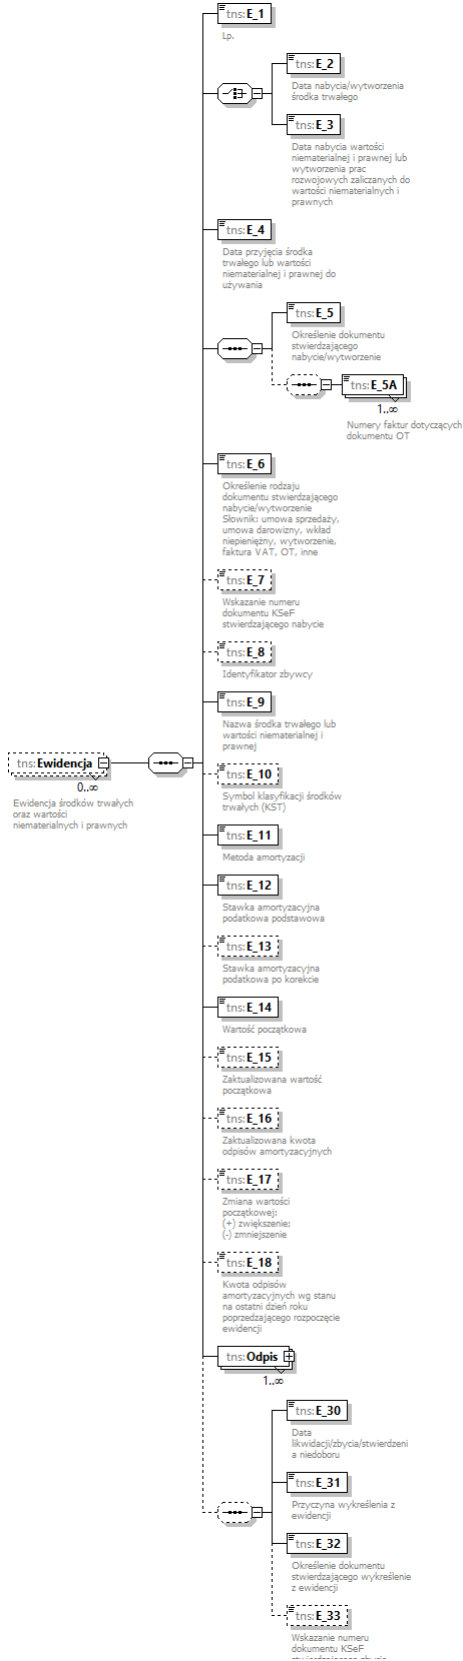 tns:E_1
Lp.
tns:E_2
Data nabycia/wytworzenia
środka trwałego
tns:E_3
Data nabycia wartości
niematerialnej i prawnej lub
wytworzenia prac
rozwojowych zaliczanych do
wartości niematerialnych i
prawnych
tns:E_4
Data przyjęcia środka
trwałego lub wartości
niematerialnej i prawnej do
używania
tns:E_5
Określenie dokumentu
stwierdzającego
nabycie/wytworzenie
tns:E_5A
1..∞
Numery faktur dotyczących
dokumentu OT
tns:E_6
Określenie rodzaju
dokumentu stwierdzającego
nabycie/wytworzenie
Słownik: umowa sprzedaży,
umowa darowizny, wkład
niepieniężny, wytworzenie,
faktura VAT, OT, inne
tns:E_7
Wskazanie numeru
dokumentu KSeF
stwierdzającego nabycie
tns:E_8
Identyfikator zbywcy
tns:E_9
Nazwa środka trwałego lub
wartości niematerialnej i
prawnej
tns:Ewidencja
0..∞
Ewidencja środków trwałych
oraz wartości
niematerialnych i prawnych
tns:E_10
Symbol klasyfikacji środków
trwałych (KST)
tns:E_11
Metoda amortyzacji
tns:E_12
Stawka amortyzacyjna
podatkowa podstawowa
tns:E_13
Stawka amortyzacyjna
podatkowa po korekcie
tns:E_14
Wartość początkowa
tns:E_15
Zaktualizowana wartość
początkowa
tns:E_16
Zaktualizowana kwota
odpisów amortyzacyjnych
tns:E_17
Zmiana wartości
początkowej:
(+) zwiększenie;
(-) zmniejszenie
tns:E_18
Kwota odpisów
amortyzacyjnych wg stanu
na ostatni dzień roku
poprzedzającego rozpoczęcie
ewidencji
tns:Odpis
1..∞
tns:E_30
Data
likwidacji/zbycia/stwierdzeni
a niedoboru
tns:E_31
Przyczyna wykreślenia z
ewidencji
tns:E_32
Określenie dokumentu
stwierdzającego wykreślenie
z ewidencji
tns:E_33
Wskazanie numeru
dokumentu KSeF